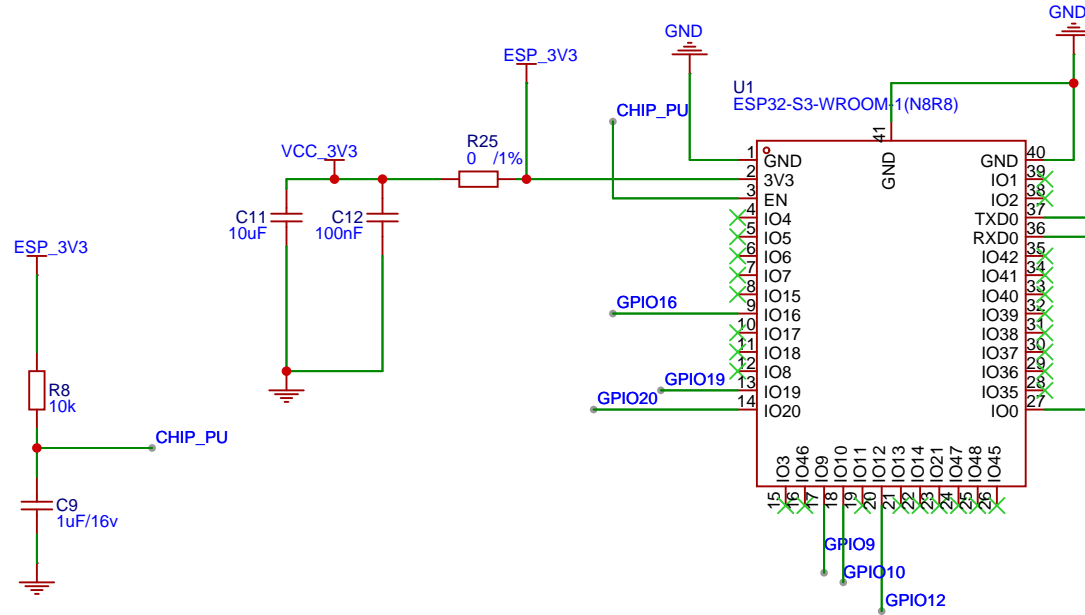 GND
GND
ESP_3V3
U1
ESP32-S3-WROOM-1(N8R8)
CHIP_PU
41
R25
0 /1%
VCC_3V3
GND
1 GND
GND 40
2 3V3
IO1 39
3 EN
IO2 38
4 IO4
TXD0 37
5 IO5
RXD0 36
6 IO6
IO42 35
7 IO7
IO41 34
8 IO15
IO40 33
GPIO16
9 IO16
IO39 32
10 IO17
IO38 31
11 IO18
IO37 30
12 IO8
IO36 29
GPIO19
13 IO19
IO35 28
GPIO20
14 IO20
IO0 27
C11
10uF
C12
100nF
ESP_3V3
R8
10k
CHIP_PU
C9
1uF/16v
IO3 15
IO46 16
IO9 17
IO10 18
IO11 19
IO12 20
IO13 21
IO14 22
IO21 23
IO47 24
IO48 25
IO45 26
GPIO9
GPIO10
GPIO12